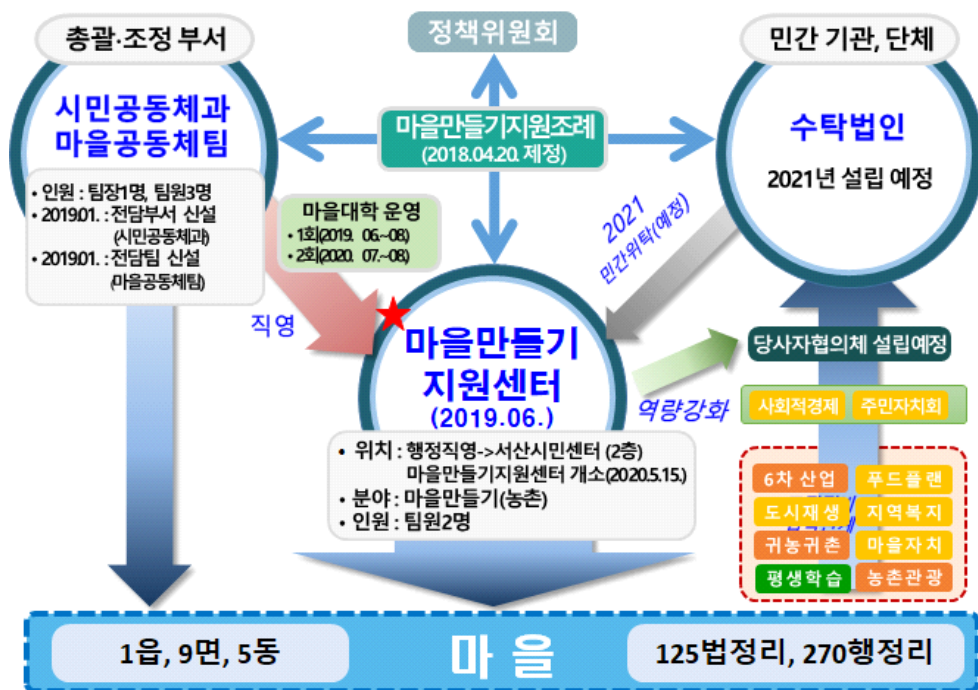 총괄·조정 부서
정책위원회
민간 기관, 단체
시민공동체과
마을공동체팀
• 인원 : 팀장1명, 팀원3명
• 2019.01. : 전담부서 신설
(시민공동체과)
• 2019.01. : 전담팀 신설
(마을공동체팀)
마을만들기지원조례
(2018.04.20. 제정)
수탁법인
2021년 설립 예정
마을대학 운영
• 1회(2019. 06.~08.)
• 2회(2020. 07.~08.)
직영
2021
민간위탁(예정)
마을만들기
지원센터
(2019.06.)
• 위치 : 행정직영->서산시민센터 (2층)
마을만들기지원센터 개소(2020.5.15.)
• 분야 : 마을만들기(농촌)
• 인원 : 팀원2명
역량강화
당사자협의체 설립예정
사회적경제 주민자치회
6차 산업 푸드플랜
도시재생 지역복지
귀농귀촌 마을자치
평생학습 농촌관광
1읍, 9면, 5동
마 을
125법정리, 270행정리